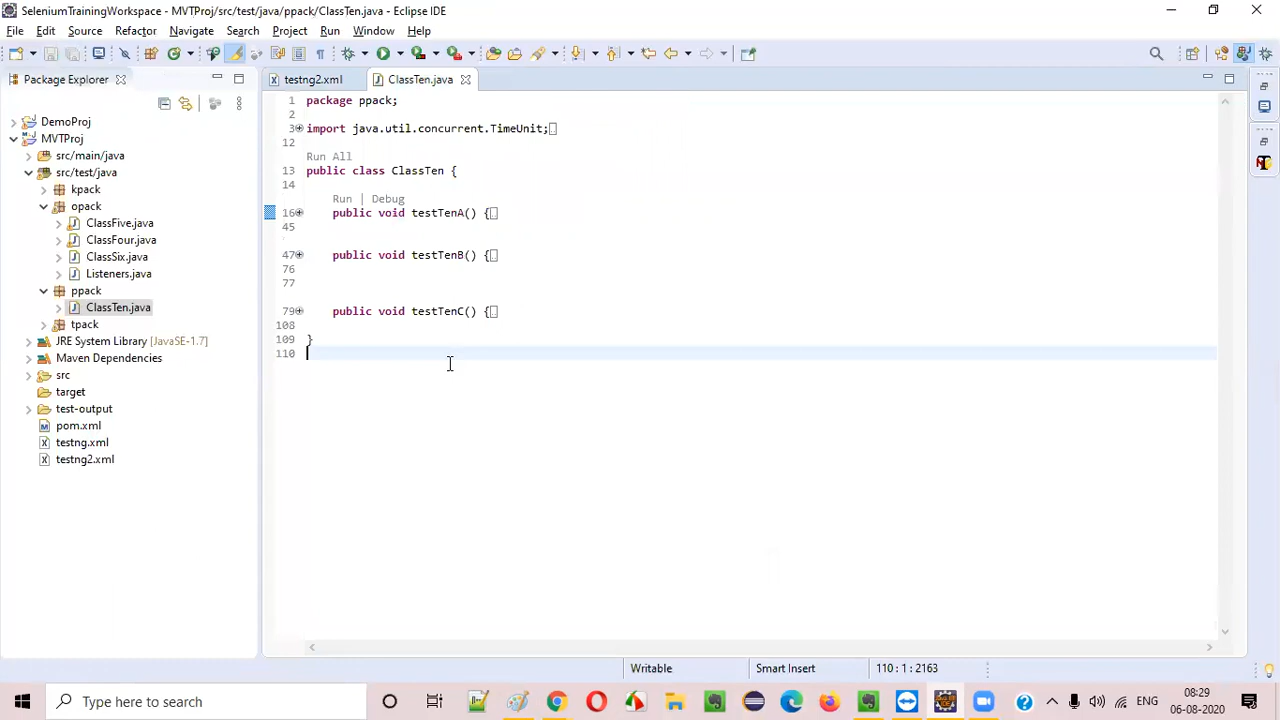 SeleniumTrainingWorkspace - MVTProj/src/test/java/ppack/ClassTen.java - Eclipse IDE
File Edit Source Refactor Navigate Search Project Run Window Help
Package Explorer
testng2.xml
ClassTen.java
DemoProj
MVTProj
src/main/java
src/test/java
kpack
opack
ClassFive.java
ClassFour.java
ClassSix.java
Listeners.java
ppack
ClassTen.java
tpack
JRE System Library [JavaSE-1.7]
Maven Dependencies
src
target
test-output
pom.xml
testng.xml
testng2.xml
1 package ppack;
2
3 import java.util.concurrent.TimeUnit;
12
Run All
13 public class ClassTen {
14
Run | Debug
16 public void testTenA() {
45
47 public void testTenB() {
76
77
79 public void testTenC() {
108
109 }
110
Writable Smart Insert 110 : 1 : 2163
Type here to search
ENG
08:29
06-08-2020